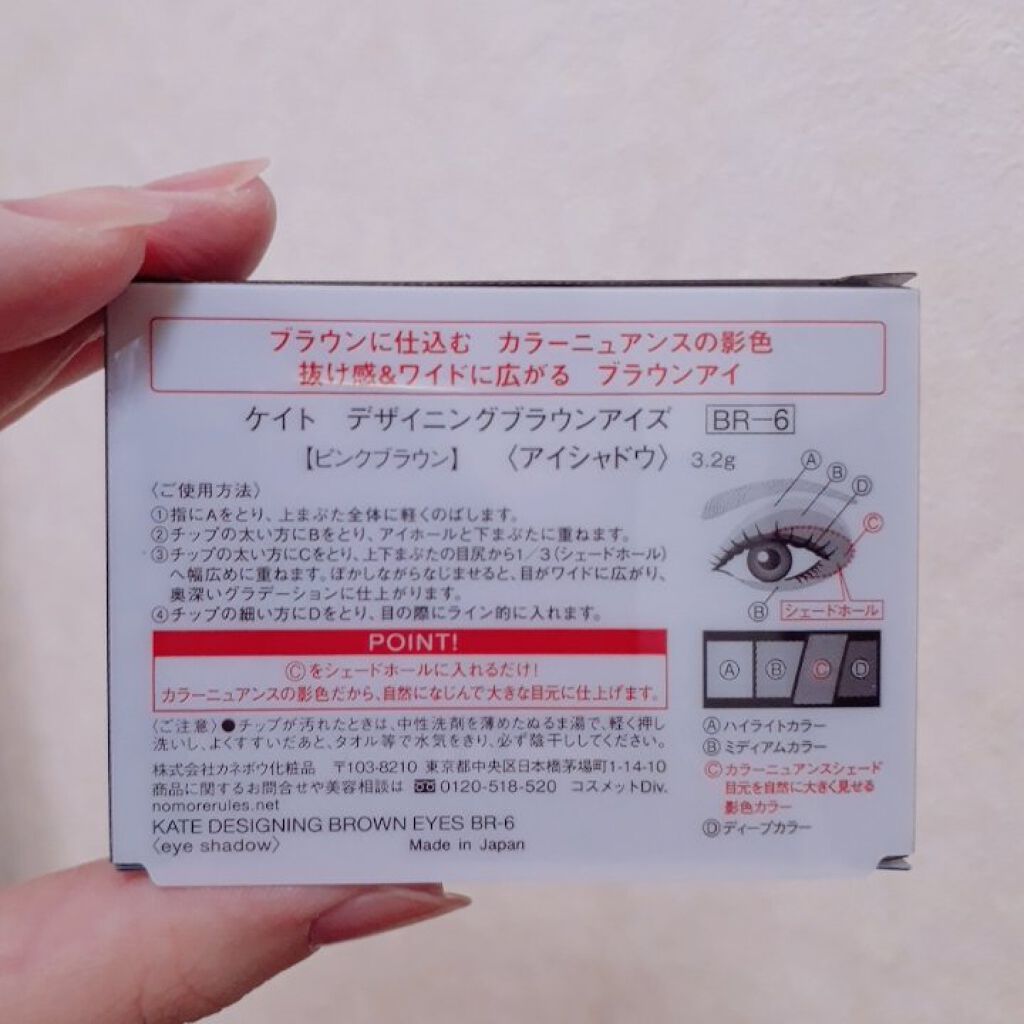 ブラウンに仕込む カラーニュアンスの影色
抜け感&ワイドに広がる ブラウンアイ
ケイト デザイニングブラウンアイズ BR-6
【ピンクブラウン】 〈アイシャドウ〉 3.2g
〈ご使用方法〉
①指にAをとり、上まぶた全体に軽くのばします。
②チップの太い方にBをとり、アイホールと下まぶたに重ねます。
③チップの太い方にCをとり、上下まぶたの目尻から1/3(シェードホール)
へ幅広めに重ねます。ぼかしながらなじませると、目がワイドに広がり、
奥深いグラデーションに仕上がります。
④チップの細い方にDをとり、目の際にライン的に入れます。
POINT!
Ⓒをシェードホールに入れるだけ!
カラーニュアンスの影色だから、自然になじんで大きな目元に仕上げます。
〈ご注意〉●チップが汚れたときは、中性洗剤を薄めたぬるま湯で、軽く押し
洗いし、よくすすいだあと、タオル等で水気をきり、必ず陰干ししてください。
株式会社カネボウ化粧品 〒103-8210 東京都中央区日本橋茅場町1-14-10
商品に関するお問合せや美容相談は 0120-518-520 コスメットDiv.
nomorerules.net
KATE DESIGNING BROWN EYES BR-6
〈eye shadow〉 Made in Japan
Ⓐ
Ⓑ
Ⓓ
Ⓒ
Ⓑ
シェードホール
Ⓐ Ⓑ Ⓒ Ⓓ
Ⓐハイライトカラー
Ⓑミディアムカラー
Ⓒカラーニュアンスシェード
目元を自然に大きく見せる
影色カラー
Ⓓディープカラー